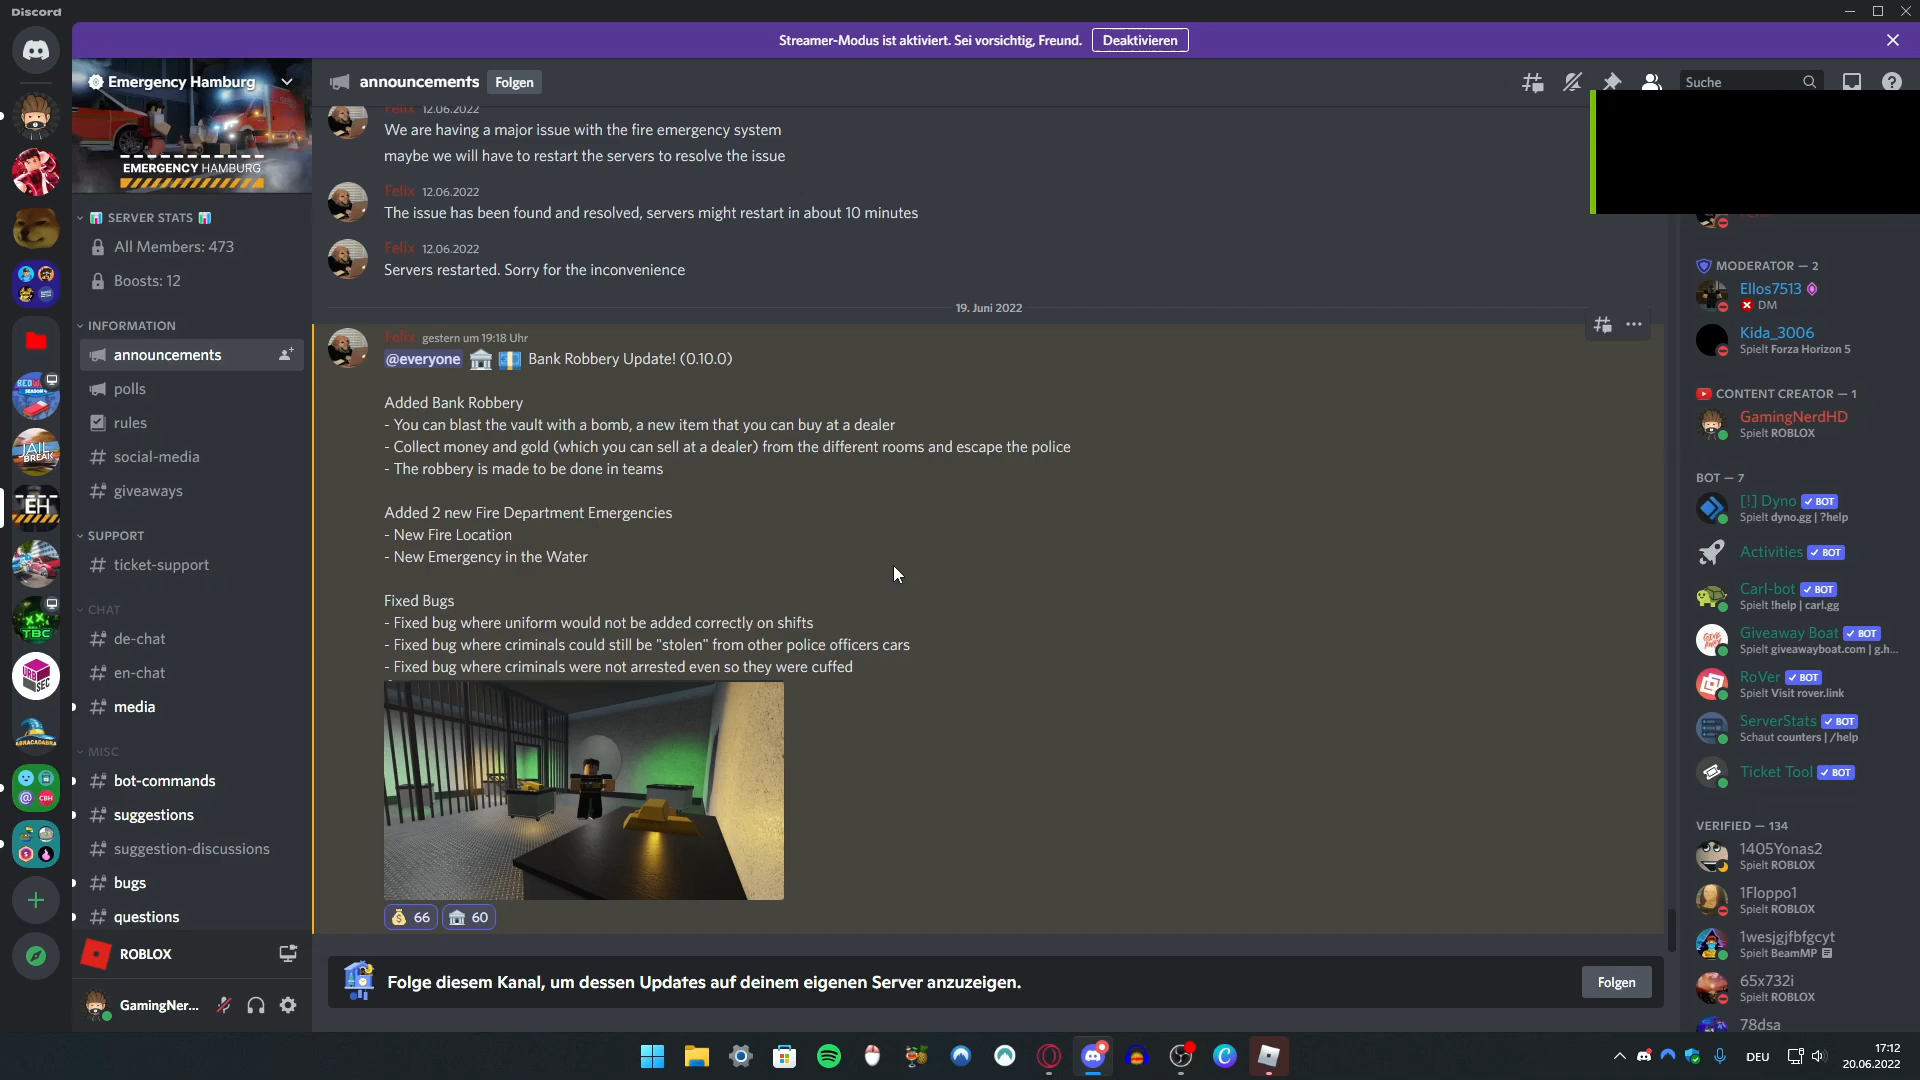 Discord
Streamer-Modus ist aktiviert. Sei vorsichtig, Freund.
Deaktivieren
Emergency Hamburg
EMERGENCY HAMBURG
SERVER STATS
All Members: 473
Boosts: 12
INFORMATION
announcements
polls
rules
social-media
giveaways
SUPPORT
ticket-support
CHAT
de-chat
en-chat
media
MISC
bot-commands
suggestions
suggestion-discussions
bugs
questions
ROBLOX
GamingNer...
JAIL
BREAK
EH
TBC
SEC
ABRACADABRA
CBH
announcements
Folgen
Suche
Felix 12.06.2022
We are having a major issue with the fire emergency system
maybe we will have to restart the servers to resolve the issue
Felix 12.06.2022
The issue has been found and resolved, servers might restart in about 10 minutes
Felix 12.06.2022
Servers restarted. Sorry for the inconvenience
19. Juni 2022
Felix gestern um 19:18 Uhr
@everyone Bank Robbery Update! (0.10.0)
Added Bank Robbery
- You can blast the vault with a bomb, a new item that you can buy at a dealer
- Collect money and gold (which you can sell at a dealer) from the different rooms and escape the police
- The robbery is made to be done in teams
Added 2 new Fire Department Emergencies
- New Fire Location
- New Emergency in the Water
Fixed Bugs
- Fixed bug where uniform would not be added correctly on shifts
- Fixed bug where criminals could still be "stolen" from other police officers cars
- Fixed bug where criminals were not arrested even so they were cuffed
66
60
Folge diesem Kanal, um dessen Updates auf deinem eigenen Server anzuzeigen.
Folgen
MODERATOR — 2
Ellos7513
DM
Kida_3006
Spielt Forza Horizon 5
CONTENT CREATOR — 1
GamingNerdHD
Spielt ROBLOX
BOT — 7
[!] Dyno BOT
Spielt dyno.gg | ?help
Activities BOT
Carl-bot BOT
Spielt !help | carl.gg
Giveaway Boat BOT
Spielt giveawayboat.com | g.h...
RoVer BOT
Spielt Visit rover.link
ServerStats BOT
Schaut counters | /help
Ticket Tool BOT
VERIFIED — 134
1405Yonas2
Spielt ROBLOX
1Floppo1
Spielt ROBLOX
1wesjgjfbfgcyt
Spielt BeamMP
65x732i
Spielt ROBLOX
78dsa
DEU
17:12
20.06.2022